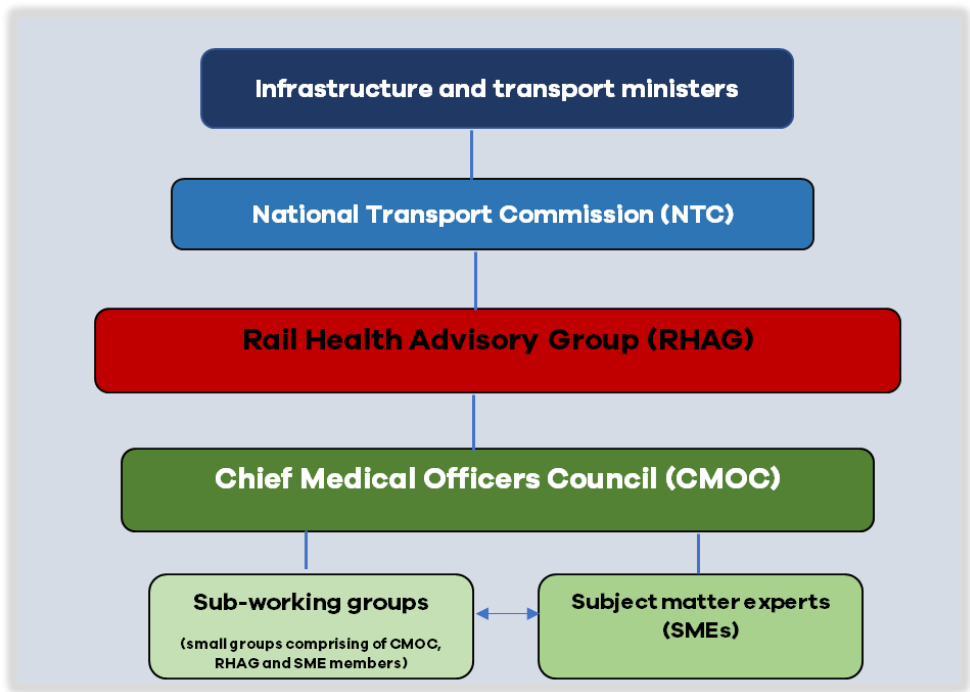 Infrastructure and transport ministers
National Transport Commission (NTC)
Rail Health Advisory Group (RHAG)
Chief Medical Officers Council (CMOC)
Sub-working groups
(small groups comprising of CMOC,
RHAG and SME members)
Subject matter experts
(SMEs)